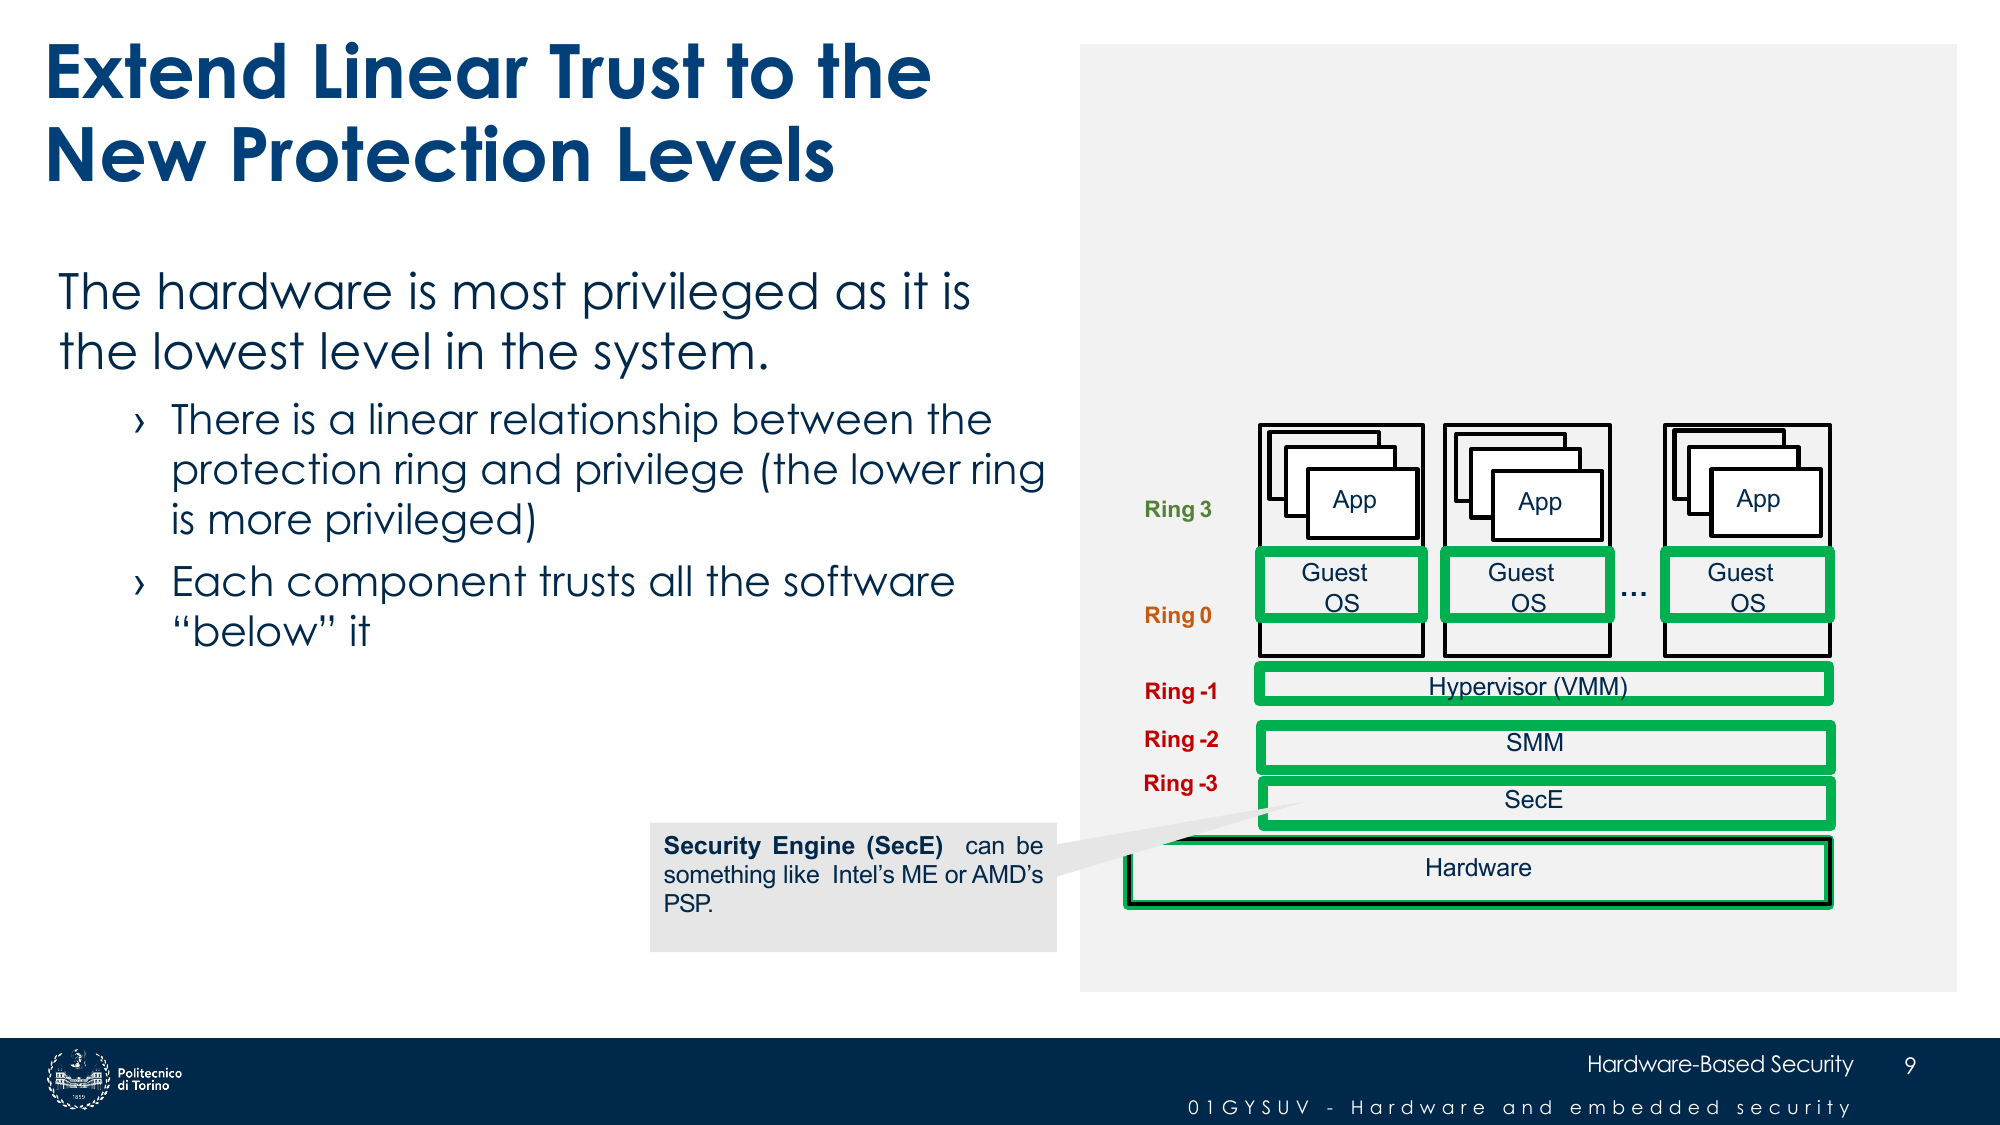 Extend Linear Trust to the
New Protection Levels
The hardware is most privileged as it is
the lowest level in the system.
› There is a linear relationship between the
protection ring and privilege (the lower ring
is more privileged)
› Each component trusts all the software
“below” it
Security Engine (SecE) can be
something like Intel’s ME or AMD’s
PSP.
Ring 3
App
App
App
Ring 0
Guest
OS
Guest
OS
...
Guest
OS
Ring -1
Hypervisor (VMM)
Ring -2
SMM
Ring -3
SecE
Hardware
Politecnico
di Torino
1859
Hardware-Based Security
9
01GYSUV - Hardware and embedded security